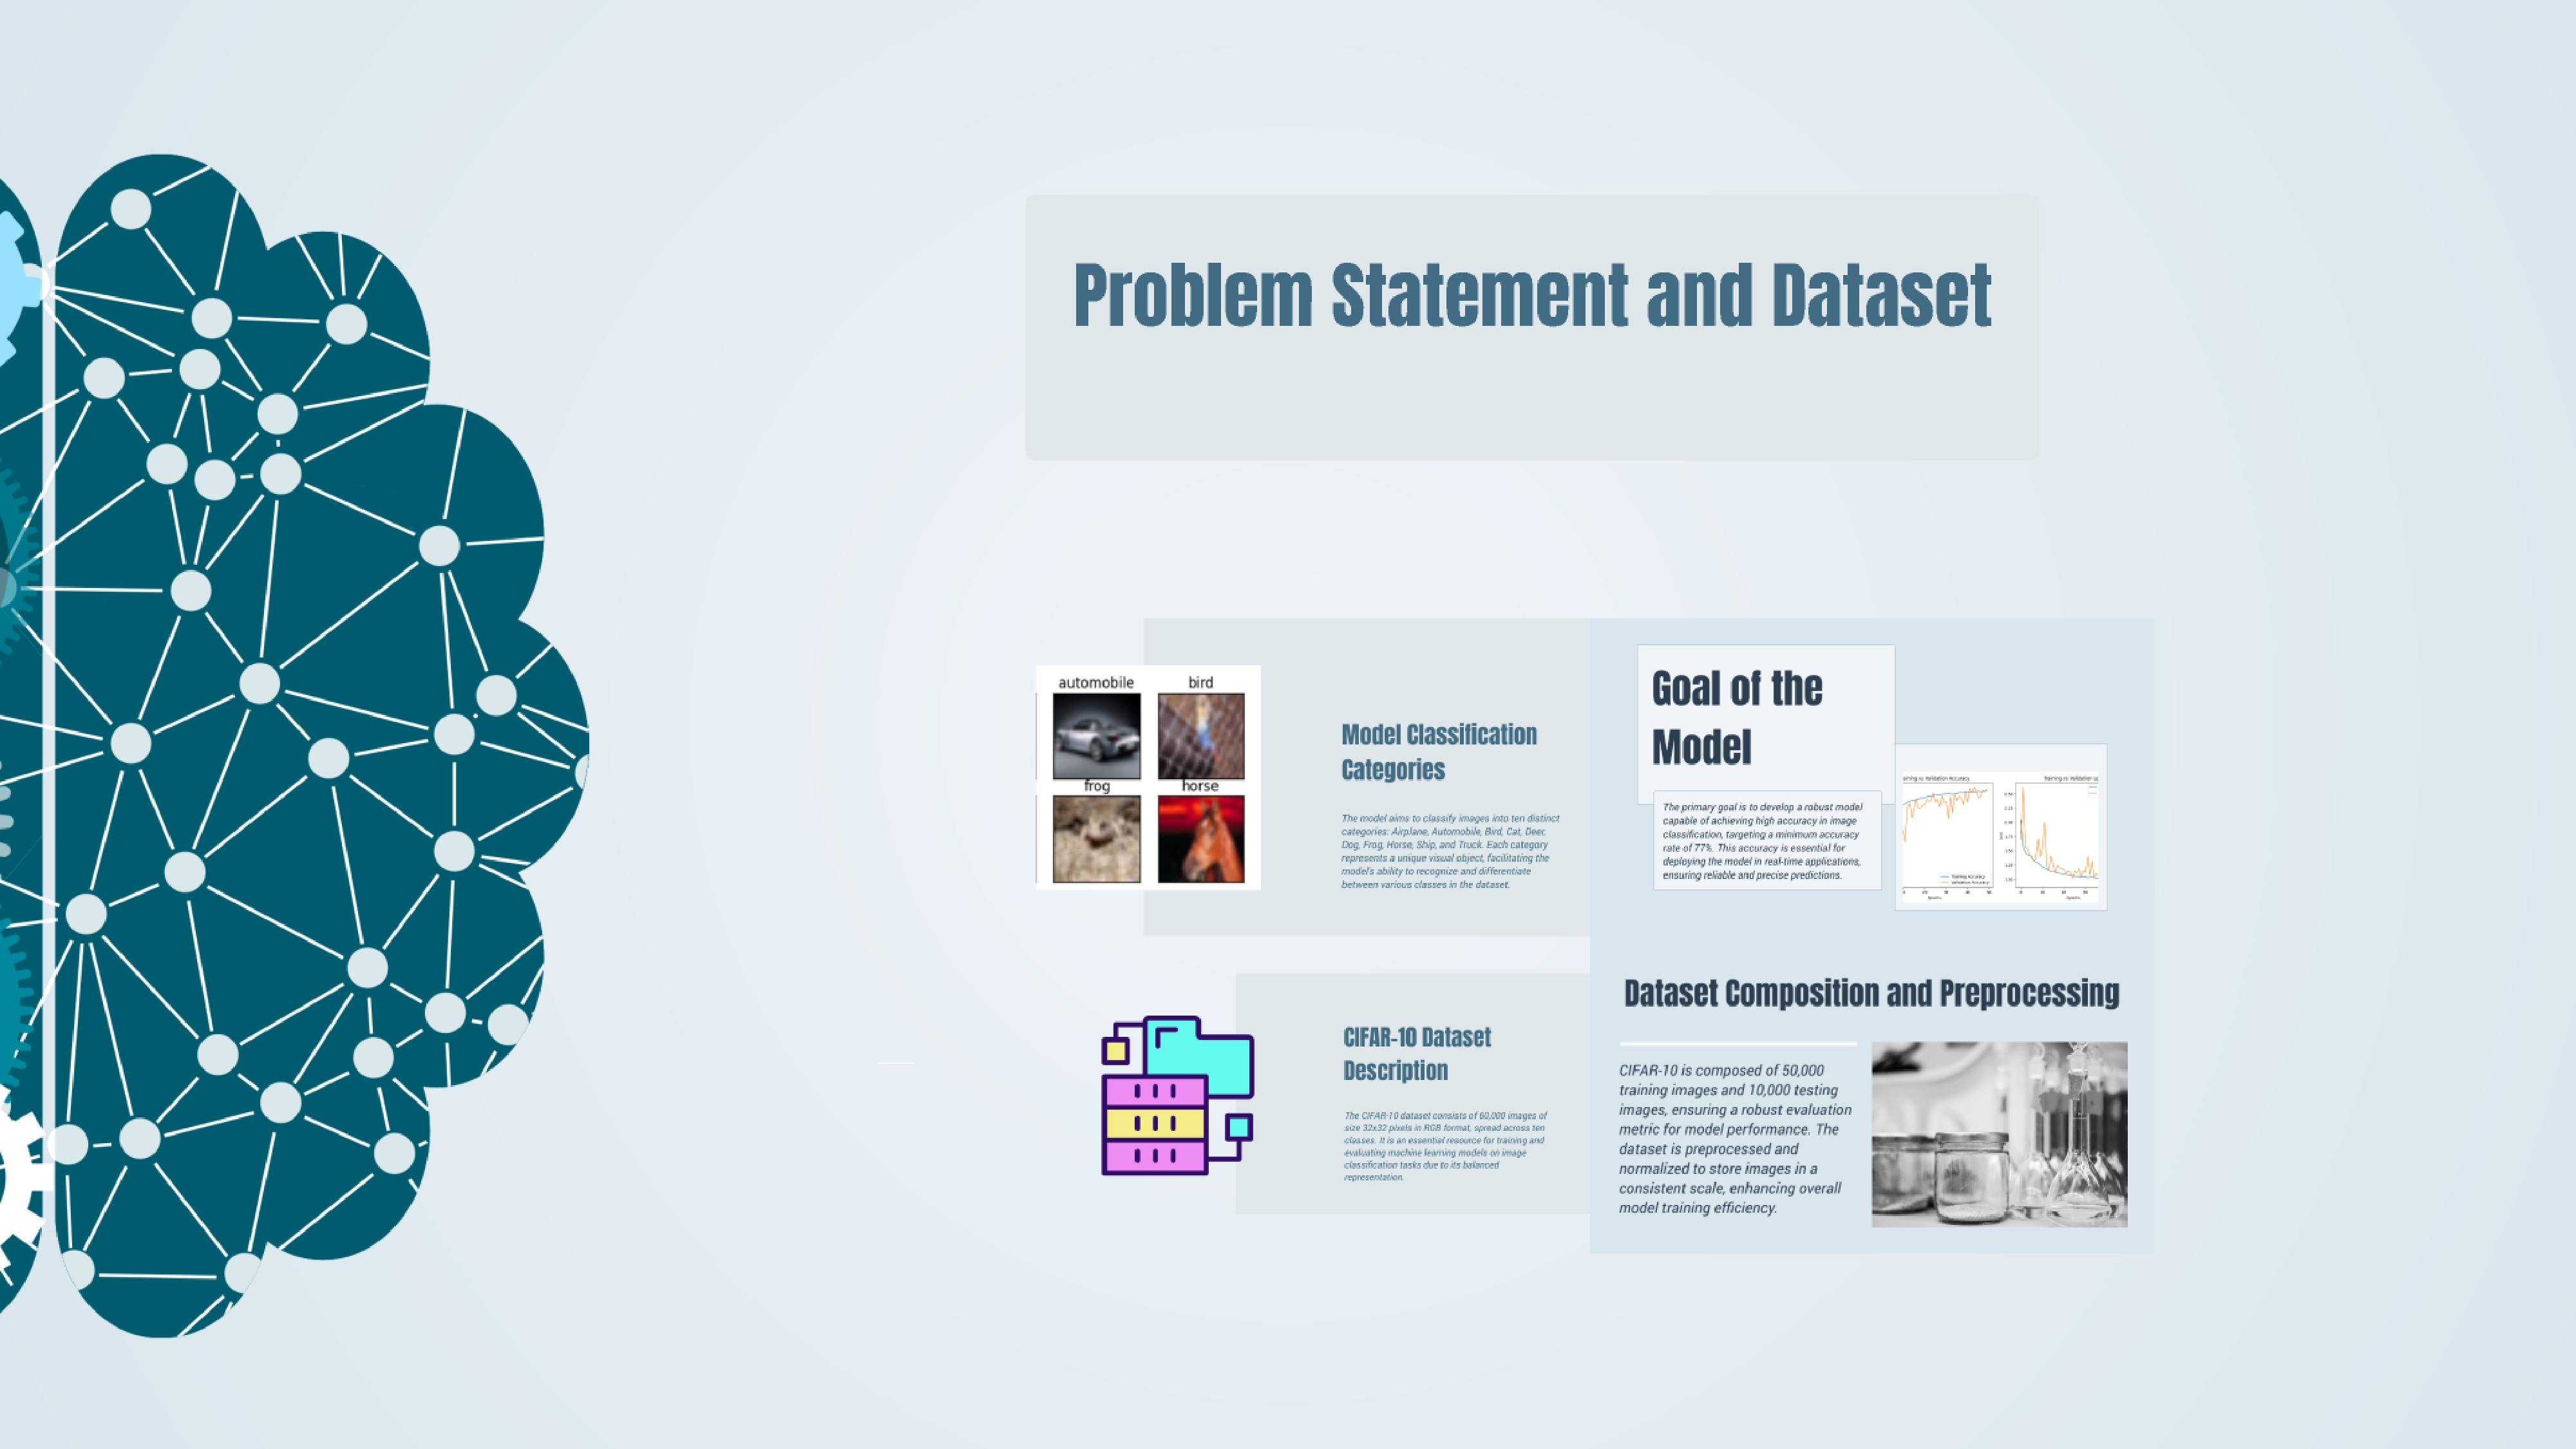 Problem Statement and Dataset
automobile
bird
frog
horse
Model Classification
Categories
The model aims to classify images into ten distinct
categories: Airplane, Automobile, Bird, Cat, Deer,
Dog, Frog, Horse, Ship, and Truck. Each category
represents a unique visual object, facilitating the
model's ability to recognize and differentiate
between various classes in the dataset.
Goal of the
Model
The primary goal is to develop a robust model
capable of achieving high accuracy in image
classification, targeting a minimum accuracy
rate of 77%. This accuracy is essential for
deploying the model in real-time applications,
ensuring reliable and precise predictions.
Training vs Validation
Training Accuracy
Validation Accuracy
Epochs
Epochs
CIFAR-10 Dataset
Description
The CIFAR-10 dataset consists of 60,000 images of
size 32x32 pixels in RGB format, spread across ten
classes. It is an essential resource for training and
evaluating machine learning models on image
classification tasks due to its balanced
representation.
Dataset Composition and Preprocessing
CIFAR-10 is composed of 50,000
training images and 10,000 testing
images, ensuring a robust evaluation
metric for model performance. The
dataset is preprocessed and
normalized to store images in a
consistent scale, enhancing overall
model training efficiency.